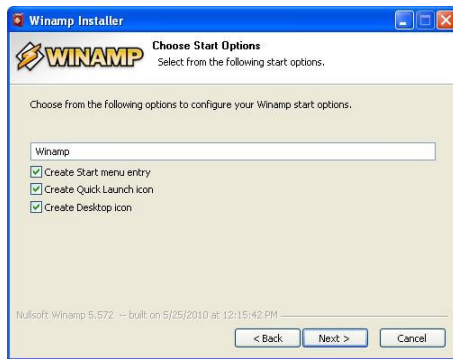 Winamp Installer
WINAMP
Choose Start Options
Select from the following start options.
Choose from the following options to configure your Winamp start options.
Winamp
Create Start menu entry
Create Quick Launch icon
Create Desktop icon
Nullsoft Winamp 5.572 -- built on 5/25/2010 at 12:15:42 PM
< Back
Next >
Cancel